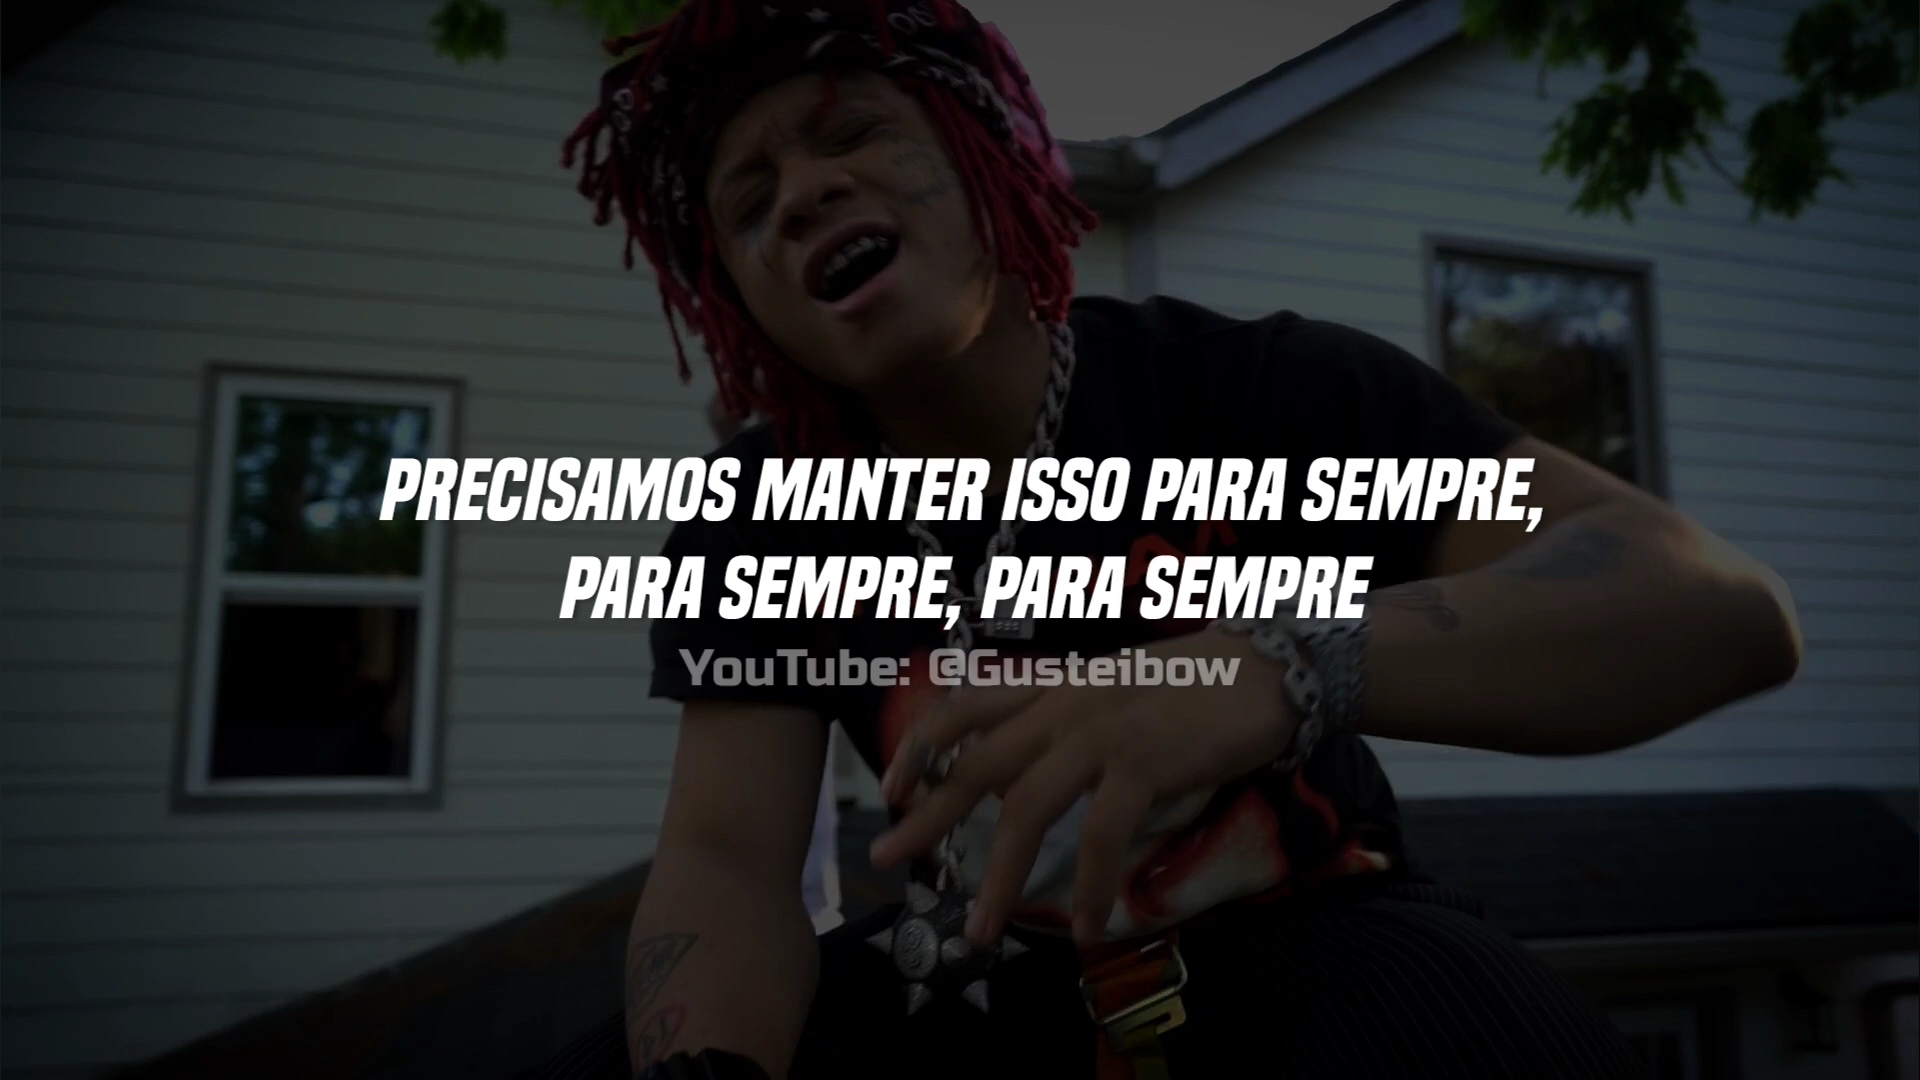 PRECISAMOS MANTER ISSO PARA SEMPRE,
PARA SEMPRE, PARA SEMPRE
YouTube: @Gusteibow